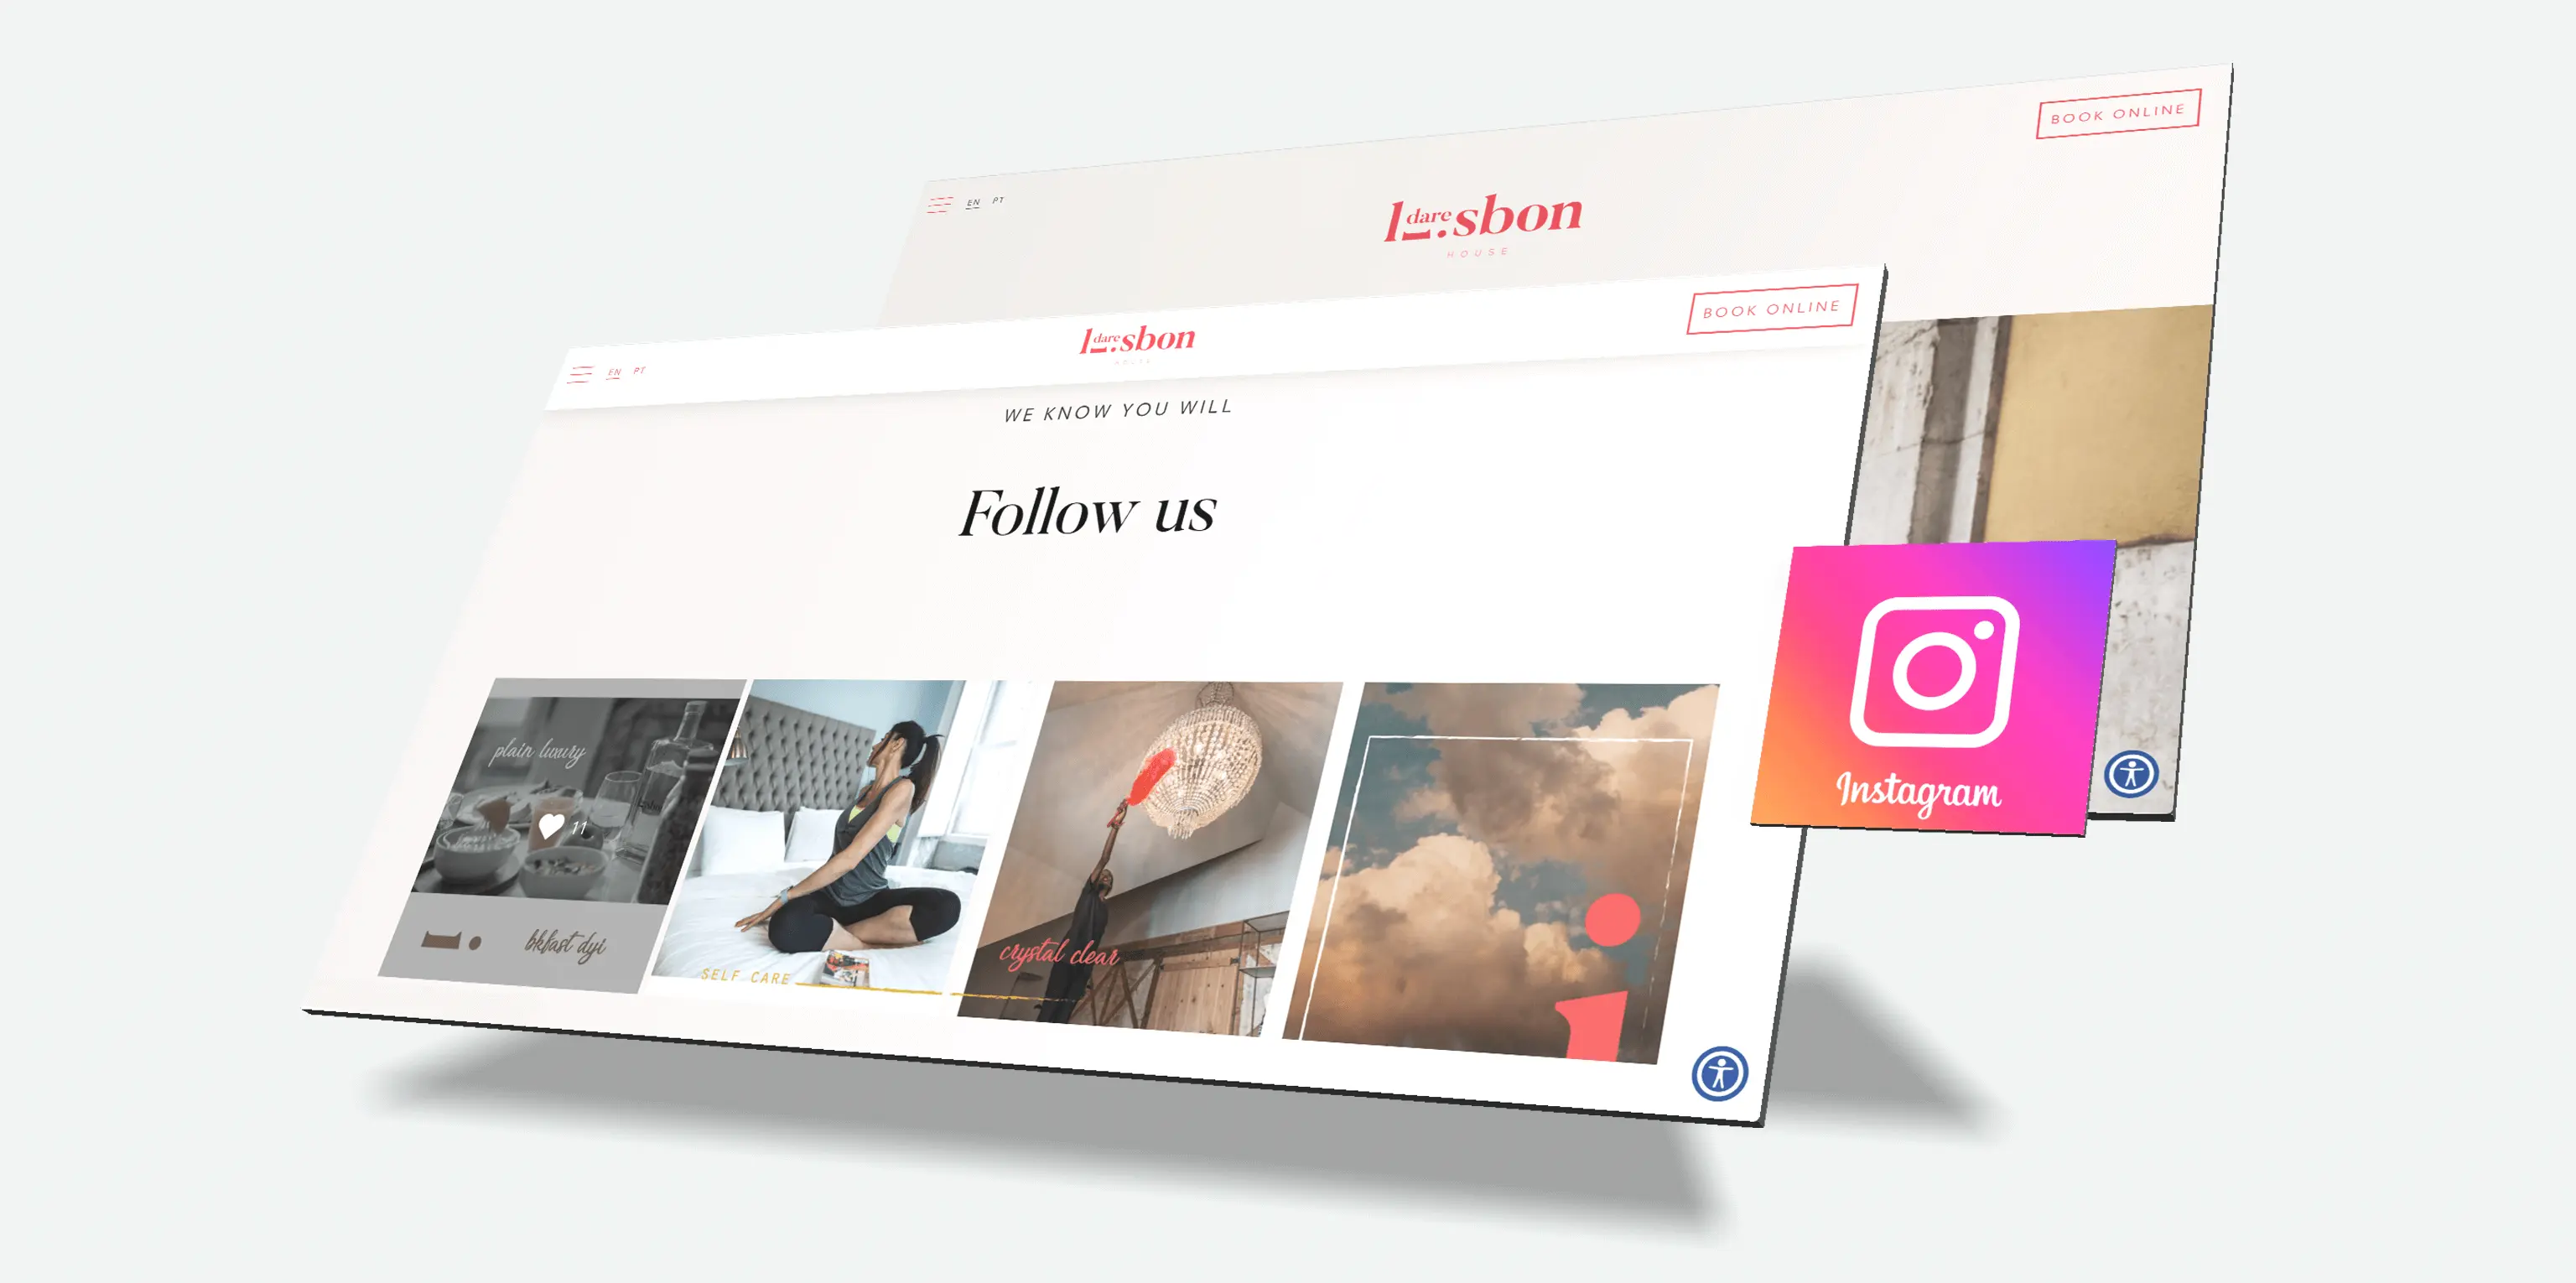 BOOK ONLINE
EN PT
l dare sbon
HOUSE
BOOK ONLINE
l dare sbon
HOUSE
EN PT
WE KNOW YOU WILL
Follow us
Instagram
plain luxury
11
bkfast dyi
SELF CARE
crystal clear
i